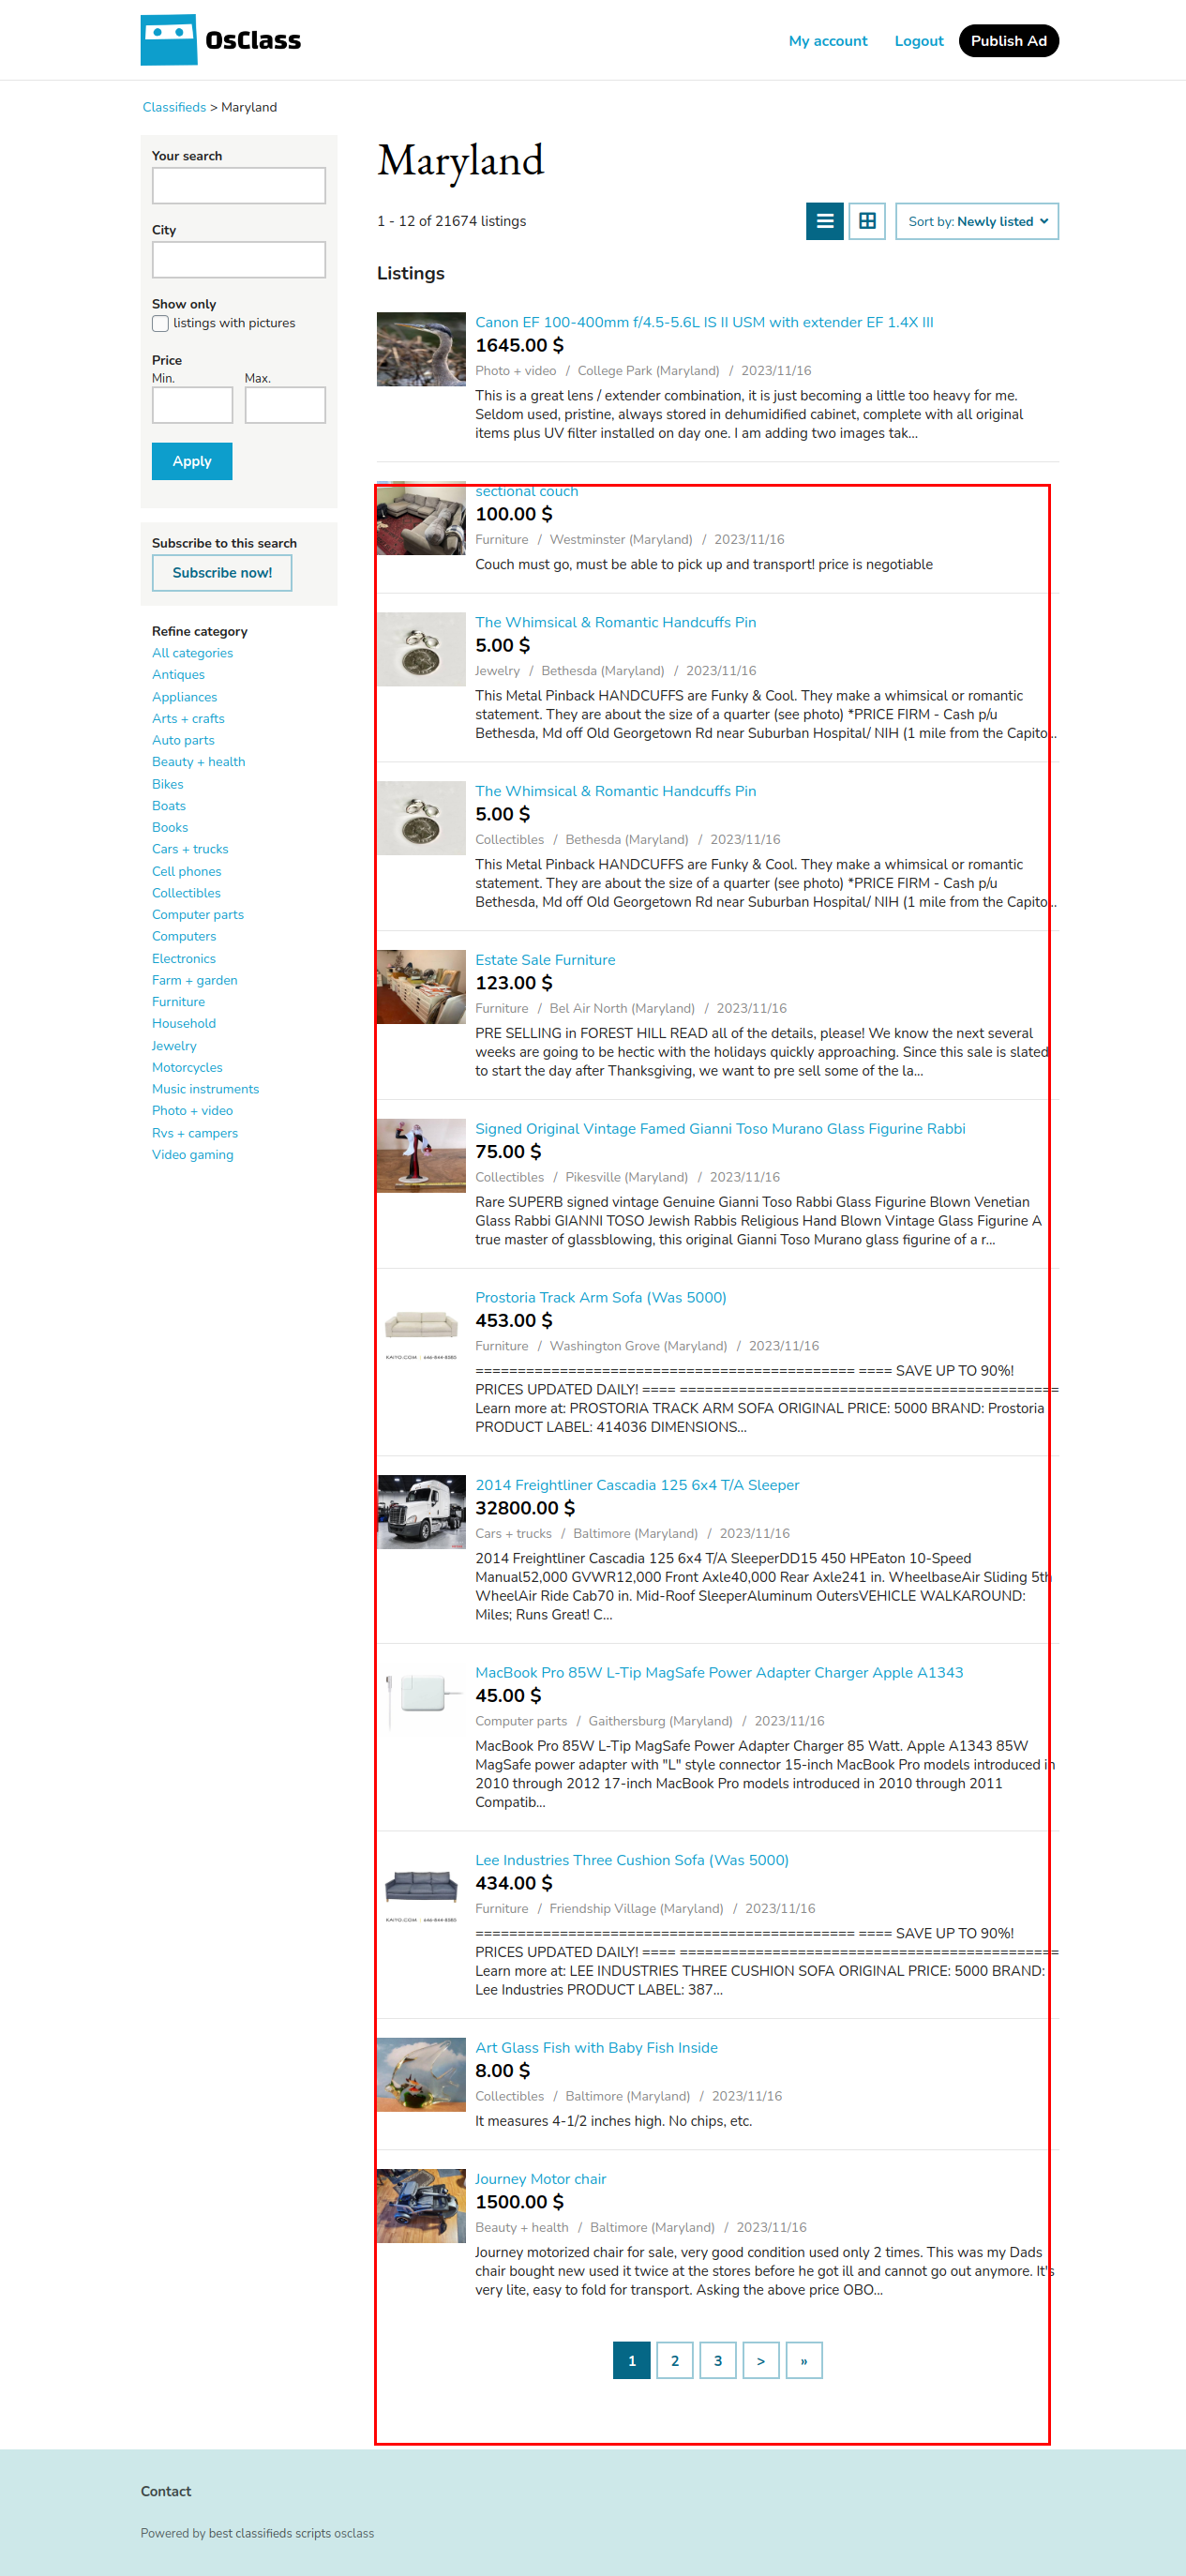 OsClass
My account
Logout
Publish Ad
Classifieds > Maryland
Your search
City
Show only
listings with pictures
Price
Min.
Max.
Apply
Subscribe to this search
Subscribe now!
Refine category
All categories
Antiques
Appliances
Arts + crafts
Auto parts
Beauty + health
Bikes
Boats
Books
Cars + trucks
Cell phones
Collectibles
Computer parts
Computers
Electronics
Farm + garden
Furniture
Household
Jewelry
Motorcycles
Music instruments
Photo + video
Rvs + campers
Video gaming
Maryland
1 - 12 of 21674 listings
Sort by: Newly listed
Listings
Canon EF 100-400mm f/4.5-5.6L IS II USM with extender EF 1.4X III
1645.00 $
Photo + video / College Park (Maryland) / 2023/11/16
This is a great lens / extender combination, it is just becoming a little too heavy for me.
Seldom used, pristine, always stored in dehumidified cabinet, complete with all original
items plus UV filter installed on day one. I am adding two images tak...
sectional couch
100.00 $
Furniture / Westminster (Maryland) / 2023/11/16
Couch must go, must be able to pick up and transport! price is negotiable
The Whimsical & Romantic Handcuffs Pin
5.00 $
Jewelry / Bethesda (Maryland) / 2023/11/16
This Metal Pinback HANDCUFFS are Funky & Cool. They make a whimsical or romantic
statement. They are about the size of a quarter (see photo) *PRICE FIRM - Cash p/u
Bethesda, Md off Old Georgetown Rd near Suburban Hospital/ NIH (1 mile from the Capito...
The Whimsical & Romantic Handcuffs Pin
5.00 $
Collectibles / Bethesda (Maryland) / 2023/11/16
This Metal Pinback HANDCUFFS are Funky & Cool. They make a whimsical or romantic
statement. They are about the size of a quarter (see photo) *PRICE FIRM - Cash p/u
Bethesda, Md off Old Georgetown Rd near Suburban Hospital/ NIH (1 mile from the Capito...
Estate Sale Furniture
123.00 $
Furniture / Bel Air North (Maryland) / 2023/11/16
PRE SELLING in FOREST HILL READ all of the details, please! We know the next several
weeks are going to be hectic with the holidays quickly approaching. Since this sale is slated
to start the day after Thanksgiving, we want to pre sell some of the la...
Signed Original Vintage Famed Gianni Toso Murano Glass Figurine Rabbi
75.00 $
Collectibles / Pikesville (Maryland) / 2023/11/16
Rare SUPERB signed vintage Genuine Gianni Toso Rabbi Glass Figurine Blown Venetian
Glass Rabbi GIANNI TOSO Jewish Rabbis Religious Hand Blown Vintage Glass Figurine A
true master of glassblowing, this original Gianni Toso Murano glass figurine of a r...
KAIYO.COM | 646-844-8385
Prostoria Track Arm Sofa (Was 5000)
453.00 $
Furniture / Washington Grove (Maryland) / 2023/11/16
============================================= ==== SAVE UP TO 90%!
PRICES UPDATED DAILY! ==== =============================================
Learn more at: PROSTORIA TRACK ARM SOFA ORIGINAL PRICE: 5000 BRAND: Prostoria
PRODUCT LABEL: 414036 DIMENSIONS...
2014 Freightliner Cascadia 125 6x4 T/A Sleeper
32800.00 $
Cars + trucks / Baltimore (Maryland) / 2023/11/16
2014 Freightliner Cascadia 125 6x4 T/A SleeperDD15 450 HPEaton 10-Speed
Manual52,000 GVWR12,000 Front Axle40,000 Rear Axle241 in. WheelbaseAir Sliding 5th
WheelAir Ride Cab70 in. Mid-Roof SleeperAluminum OutersVEHICLE WALKAROUND:
Miles; Runs Great! C...
MacBook Pro 85W L-Tip MagSafe Power Adapter Charger Apple A1343
45.00 $
Computer parts / Gaithersburg (Maryland) / 2023/11/16
MacBook Pro 85W L-Tip MagSafe Power Adapter Charger 85 Watt. Apple A1343 85W
MagSafe power adapter with "L" style connector 15-inch MacBook Pro models introduced in
2010 through 2012 17-inch MacBook Pro models introduced in 2010 through 2011
Compatib...
KAIYO.COM | 646-844-8385
Lee Industries Three Cushion Sofa (Was 5000)
434.00 $
Furniture / Friendship Village (Maryland) / 2023/11/16
============================================= ==== SAVE UP TO 90%!
PRICES UPDATED DAILY! ==== =============================================
Learn more at: LEE INDUSTRIES THREE CUSHION SOFA ORIGINAL PRICE: 5000 BRAND:
Lee Industries PRODUCT LABEL: 387...
Art Glass Fish with Baby Fish Inside
8.00 $
Collectibles / Baltimore (Maryland) / 2023/11/16
It measures 4-1/2 inches high. No chips, etc.
Journey Motor chair
1500.00 $
Beauty + health / Baltimore (Maryland) / 2023/11/16
Journey motorized chair for sale, very good condition used only 2 times. This was my Dads
chair bought new used it twice at the stores before he got ill and cannot go out anymore. It's
very lite, easy to fold for transport. Asking the above price OBO...
1 2 3 > »
Contact
Powered by best classifieds scripts osclass